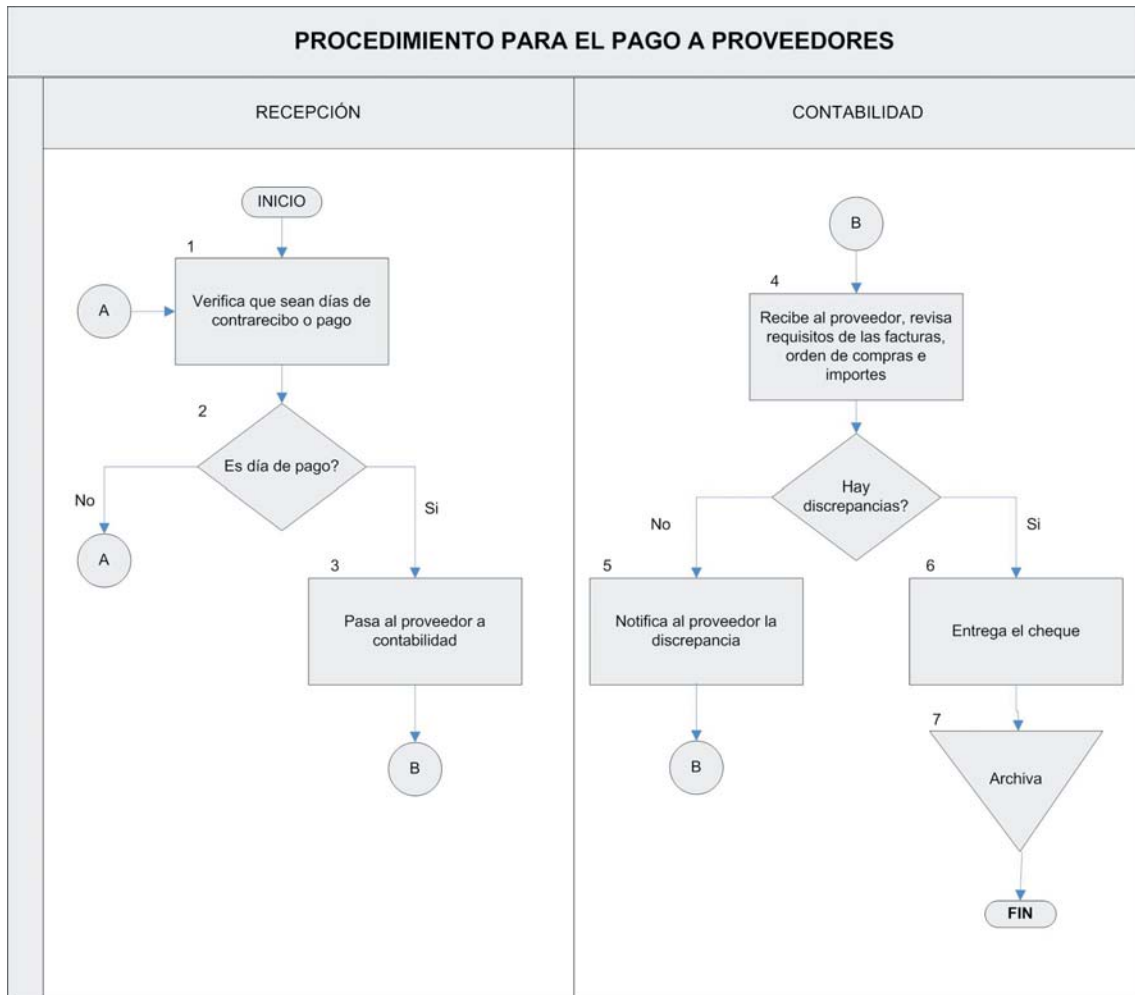 PROCEDIMIENTO PARA EL PAGO A PROVEEDORES
RECEPCIÓN
CONTABILIDAD
INICIO
1
A
Verifica que sean días de
contrarecibo o pago
2
Es día de pago?
No
Si
A
3
Pasa al proveedor a
contabilidad
B
B
4
Recibe al proveedor, revisa
requisitos de las facturas,
orden de compras e
importes
Hay
discrepancias?
No
Si
5
Notifica al proveedor la
discrepancia
B
6
Entrega el cheque
7
Archiva
FIN